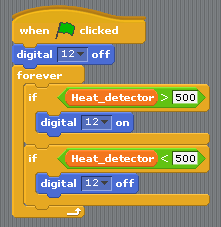 when clicked
digital 12 off
forever
if Heat_detector > 500
digital 12 on
if Heat_detector < 500
digital 12 off